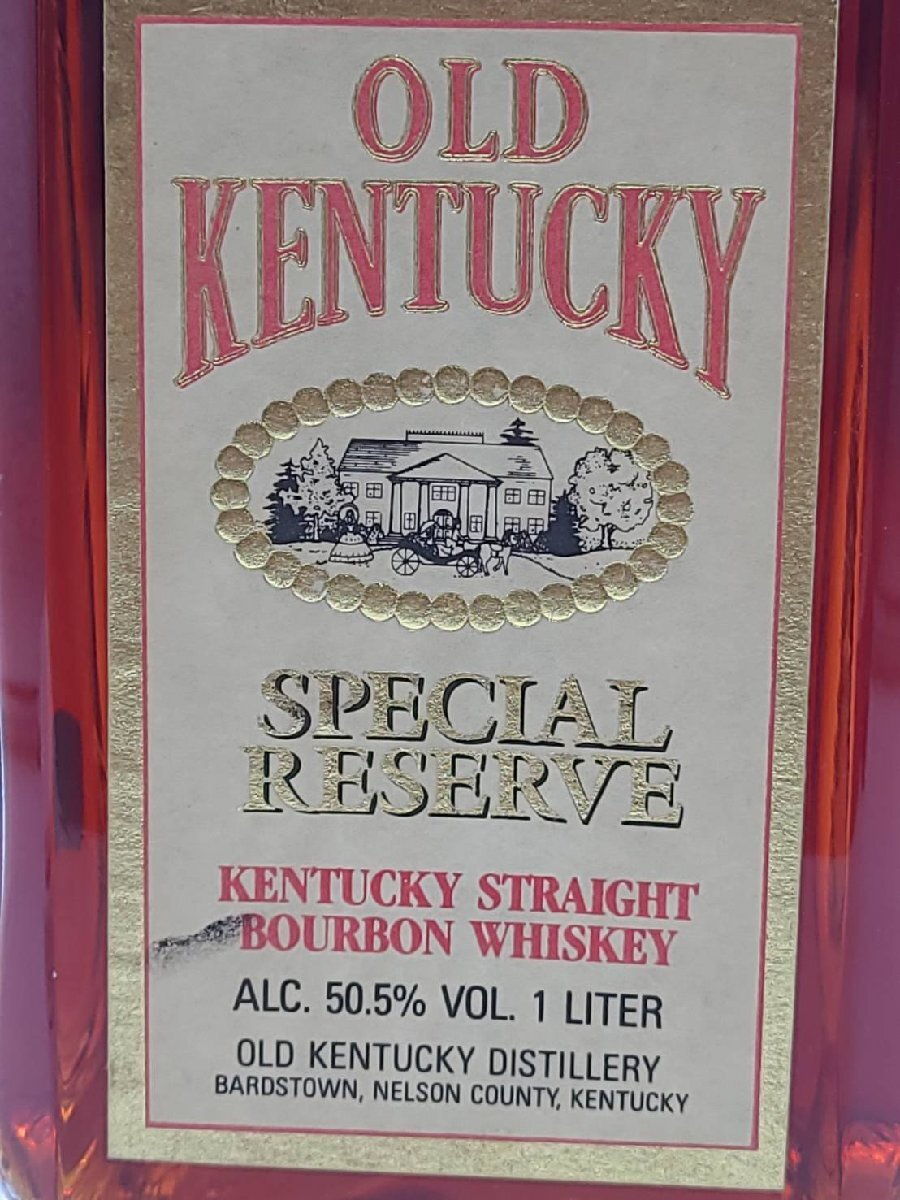 OLD
KENTUCKY
SPECIAL
RESERVE
KENTUCKY STRAIGHT
BOURBON WHISKEY
ALC. 50.5% VOL. 1 LITER
OLD KENTUCKY DISTILLERY
BARDSTOWN, NELSON COUNTY, KENTUCKY